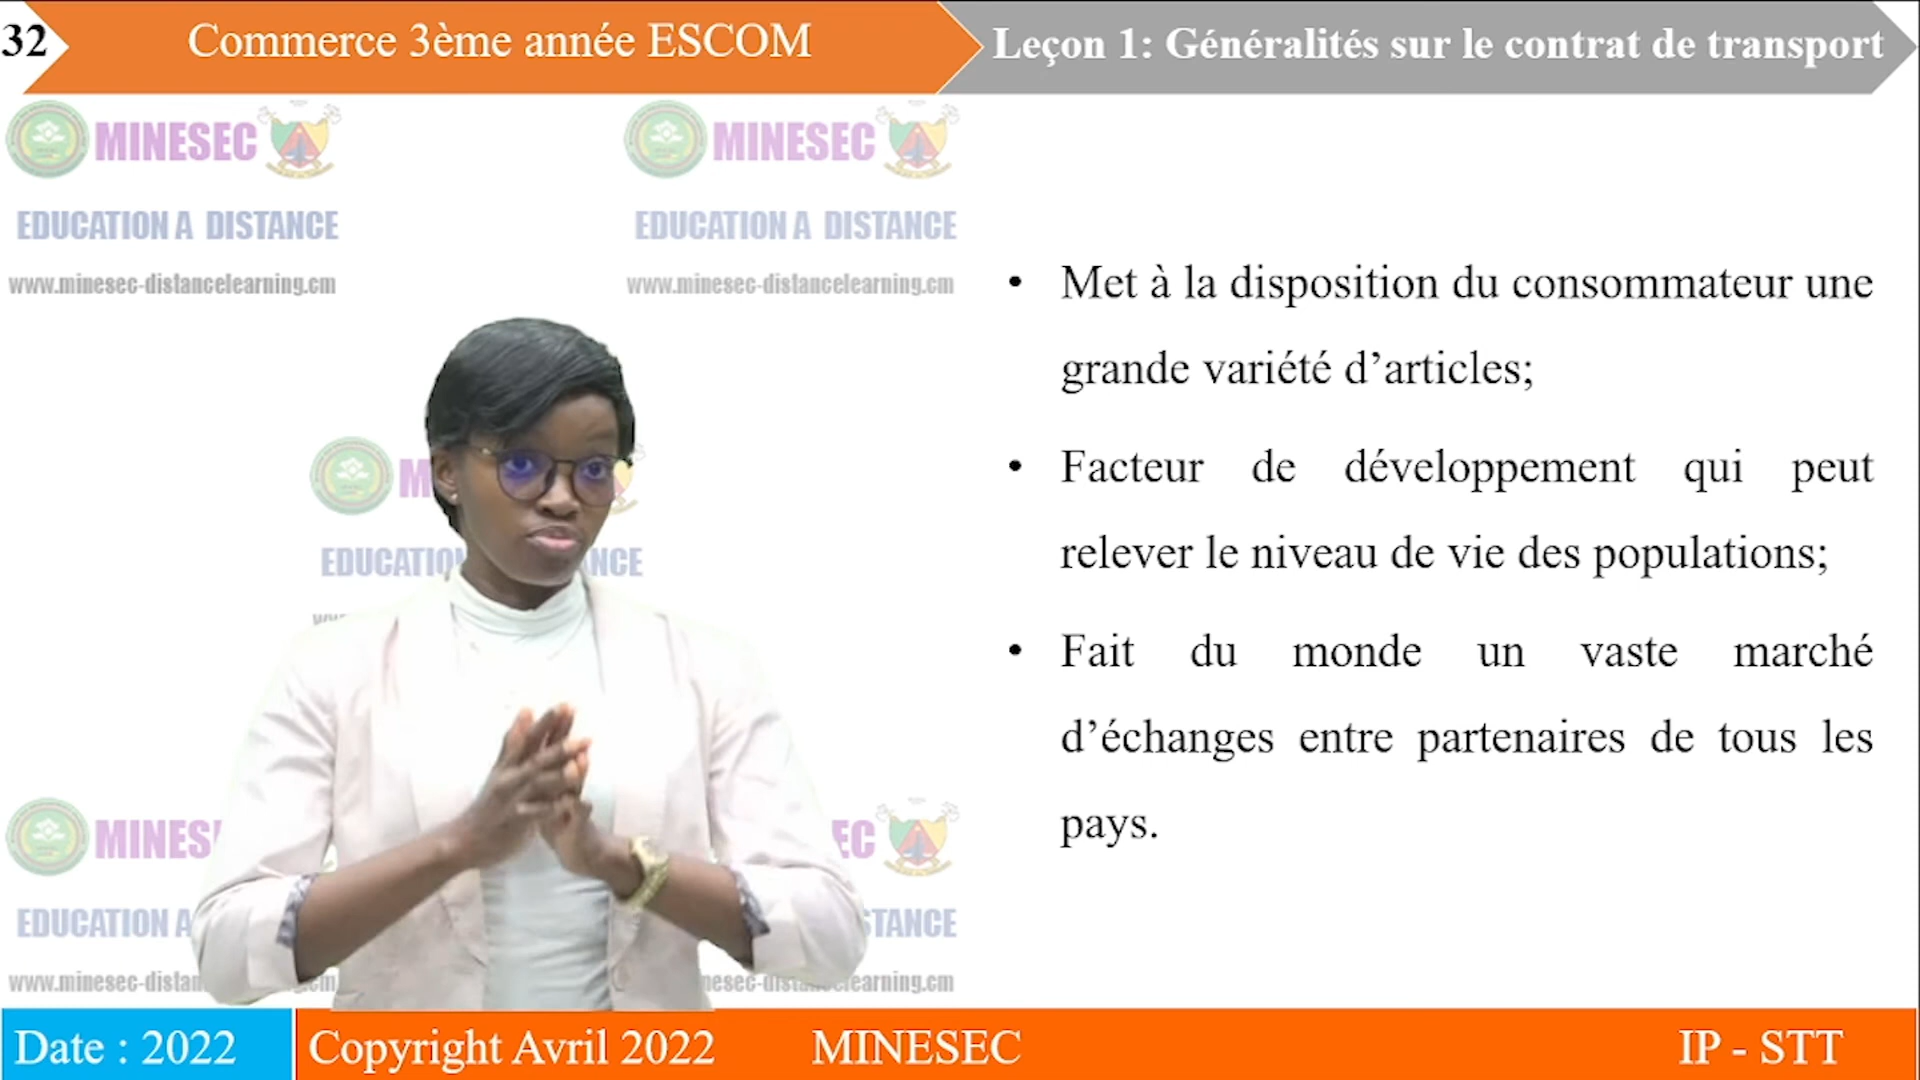 32
Commerce 3ème année ESCOM
Leçon 1: Généralités sur le contrat de transport
MINESEC
MINESEC
EDUCATION A DISTANCE
EDUCATION A DISTANCE
www.minesec-distancelearning.cm
www.minesec-distancelearning.cm
• Met à la disposition du consommateur une
grande variété d’articles;
• Facteur de développement qui peut
relever le niveau de vie des populations;
• Fait du monde un vaste marché
d’échanges entre partenaires de tous les
pays.
Date : 2022
Copyright Avril 2022
MINESEC
IP - STT